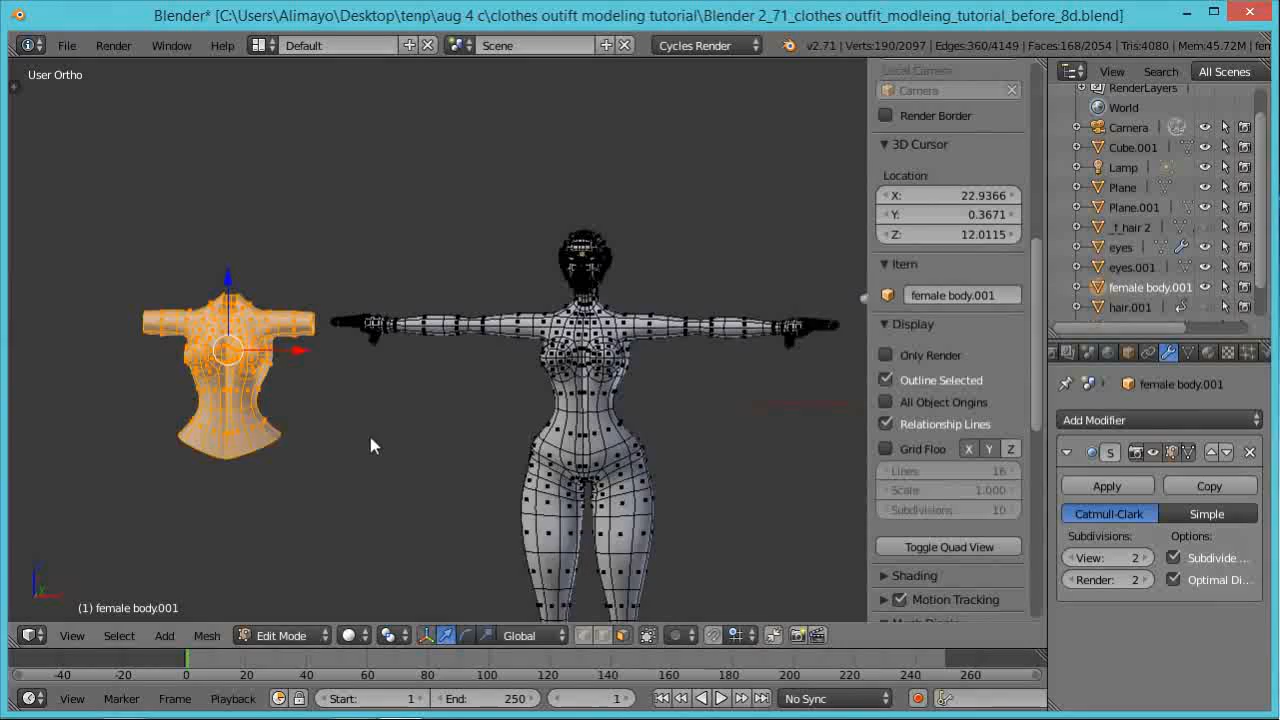 Blender* [C:\Users\Alimayo\Desktop\tenp\aug 4 c\clothes outift modeling tutorial\Blender 2_71_clothes outfit_modleing_tutorial_before_8d.blend]
File Render Window Help Default Scene Cycles Render v2.71 | Verts:190/2097 | Edges:360/4149 | Faces:168/2054 | Tris:4080 | Mem:45.72M | fem
View Search All Scenes
User Ortho
Local Camera
Camera
Render Border
3D Cursor
Location:
X: 22.9366
Y: 0.3671
Z: 12.0115
Item
female body.001
Display
Only Render
Outline Selected
All Object Origins
Relationship Lines
Grid Floo X Y Z
Lines: 16
Scale: 1.000
Subdivisions: 10
Toggle Quad View
Shading
Motion Tracking
RenderLayers
World
Camera
Cube.001
Lamp
Plane
Plane.001
_t_hair 2
eyes
eyes.001
female body.001
hair.001
female body.001
Add Modifier
S
Apply Copy
Catmull-Clark Simple
Subdivisions: Options:
View: 2 Subdivide ...
Render: 2 Optimal Di...
(1) female body.001
View Select Add Mesh Edit Mode Global
-40 -20 0 20 40 60 80 100 120 140 160 180 200 220 240 260
View Marker Frame Playback Start: 1 End: 250 1 No Sync